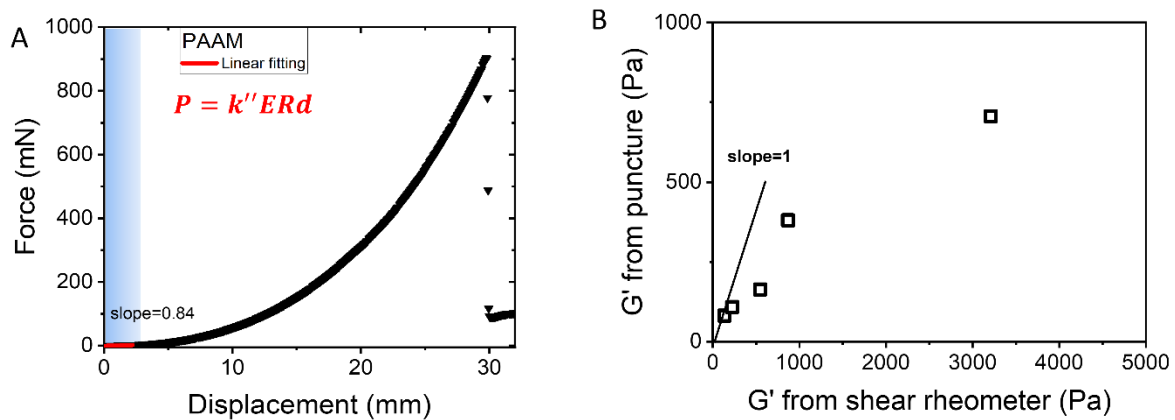 A
1000
800
600
400
200
0
Force (mN)
PAAM
Linear fitting
P = k''ERd
slope=0.84
0
10
20
30
Displacement (mm)
B
1000
500
0
G' from puncture (Pa)
slope=1
0
1000
2000
3000
4000
5000
G' from shear rheometer (Pa)